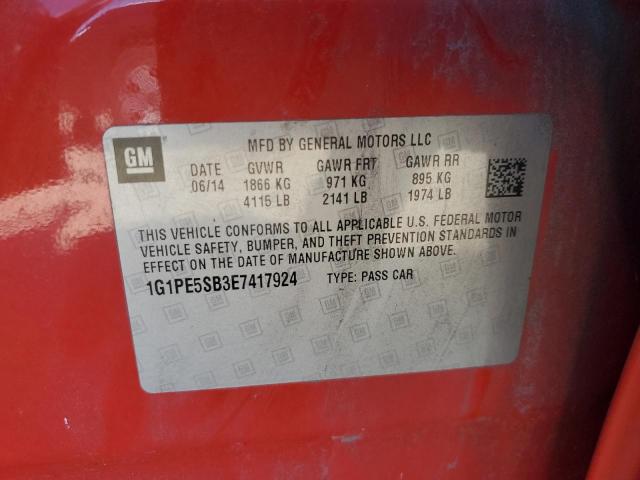 GM
MFD BY GENERAL MOTORS LLC
DATE GVWR GAWR FRT GAWR RR
06/14 1866 KG 971 KG 895 KG
4115 LB 2141 LB 1974 LB
THIS VEHICLE CONFORMS TO ALL APPLICABLE U.S. FEDERAL MOTOR
VEHICLE SAFETY, BUMPER, AND THEFT PREVENTION STANDARDS IN
EFFECT ON THE DATE OF MANUFACTURE SHOWN ABOVE.
1G1PE5SB3E7417924 TYPE: PASS CAR